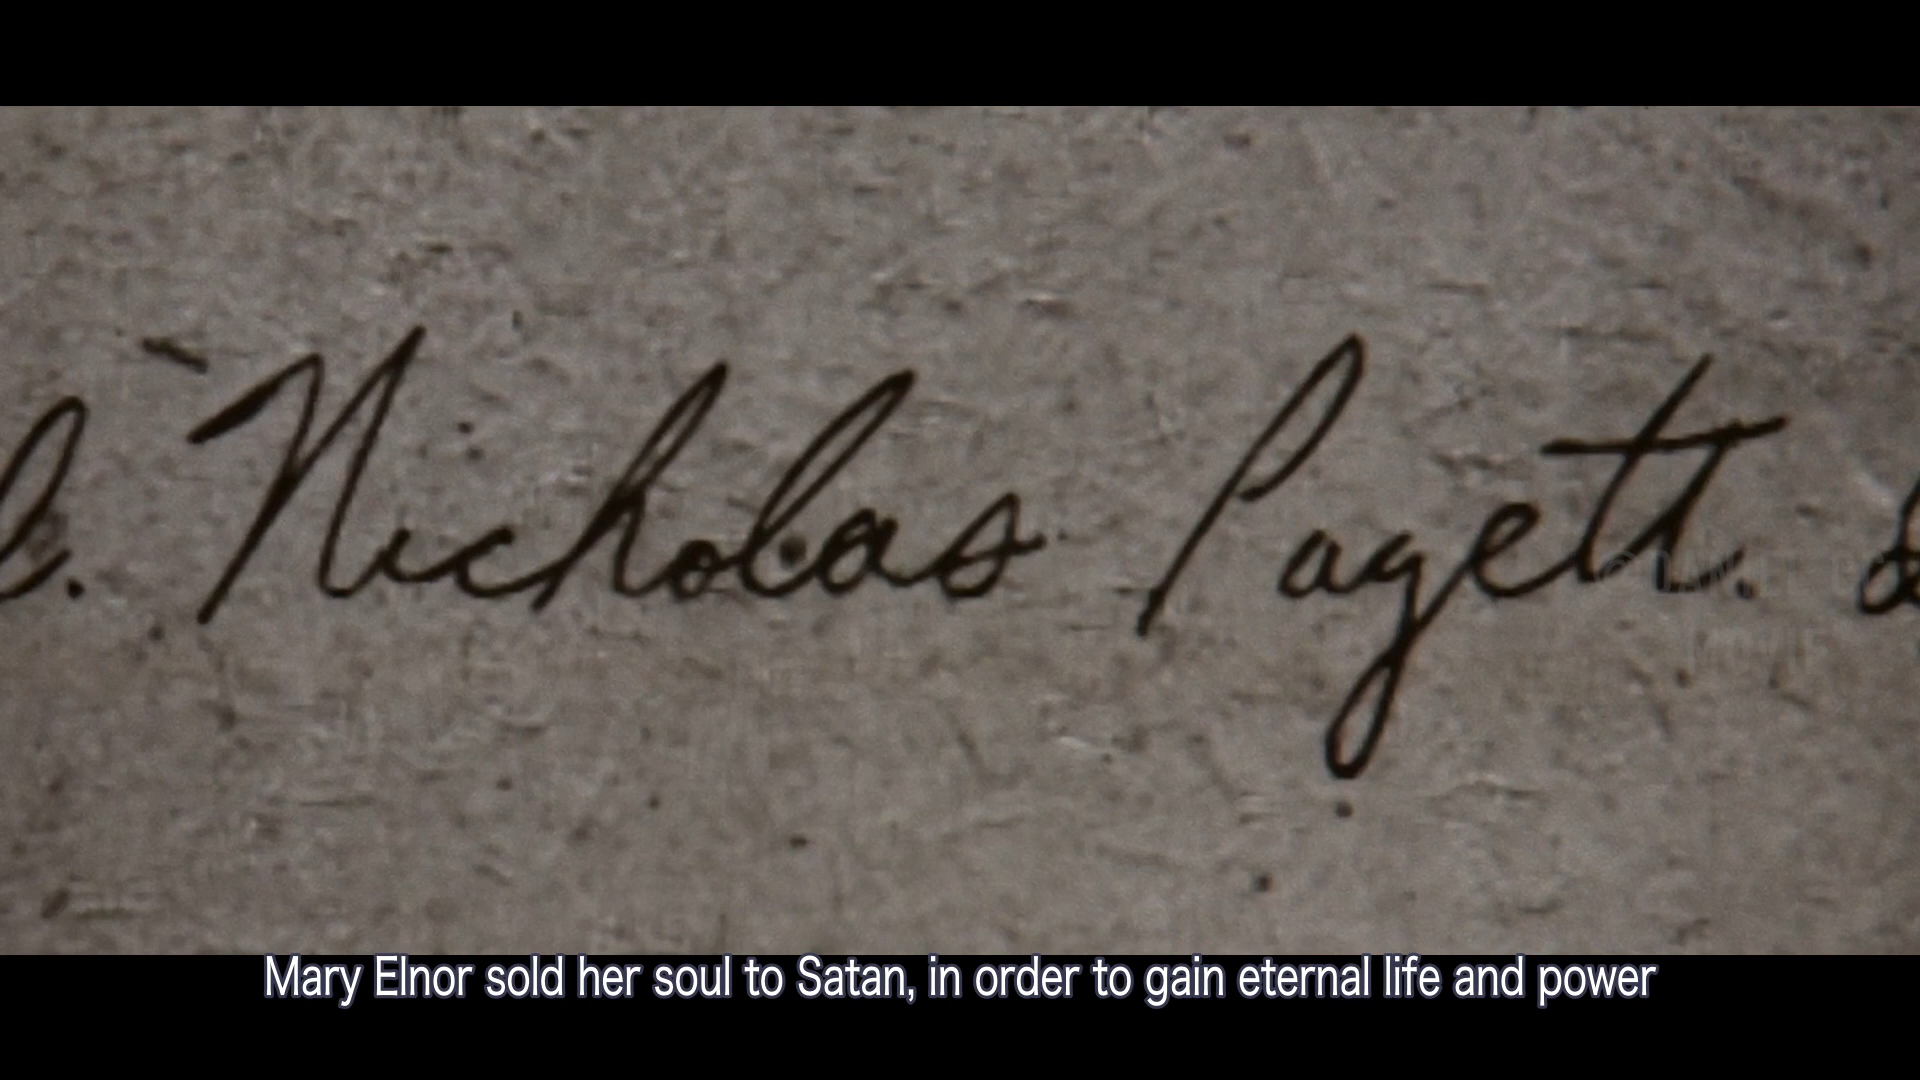 Nicholas Pagett.
Mary Elnor sold her soul to Satan, in order to gain eternal life and power